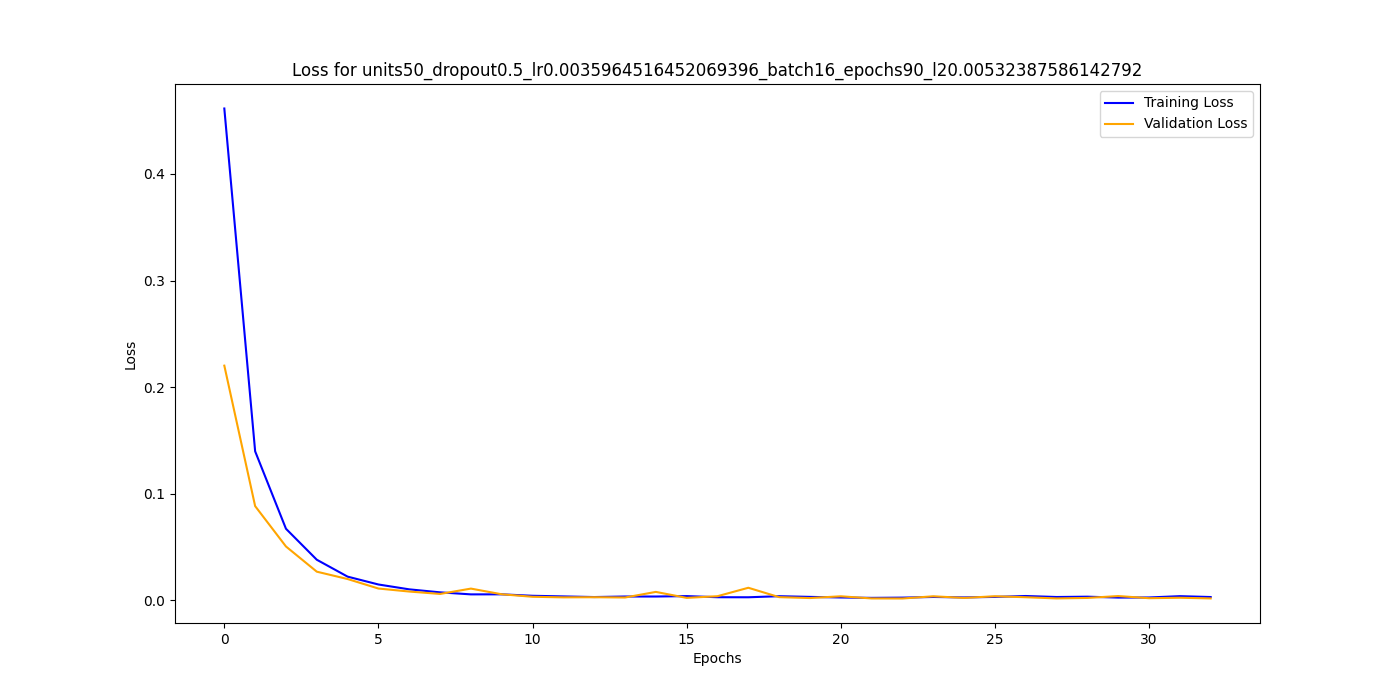 Loss for units50_dropout0.5_lr0.0035964516452069396_batch16_epochs90_l20.00532387586142792
Training Loss
Validation Loss
0.4
0.3
0.2
0.1
0.0
Loss
0 5 10 15 20 25 30
Epochs